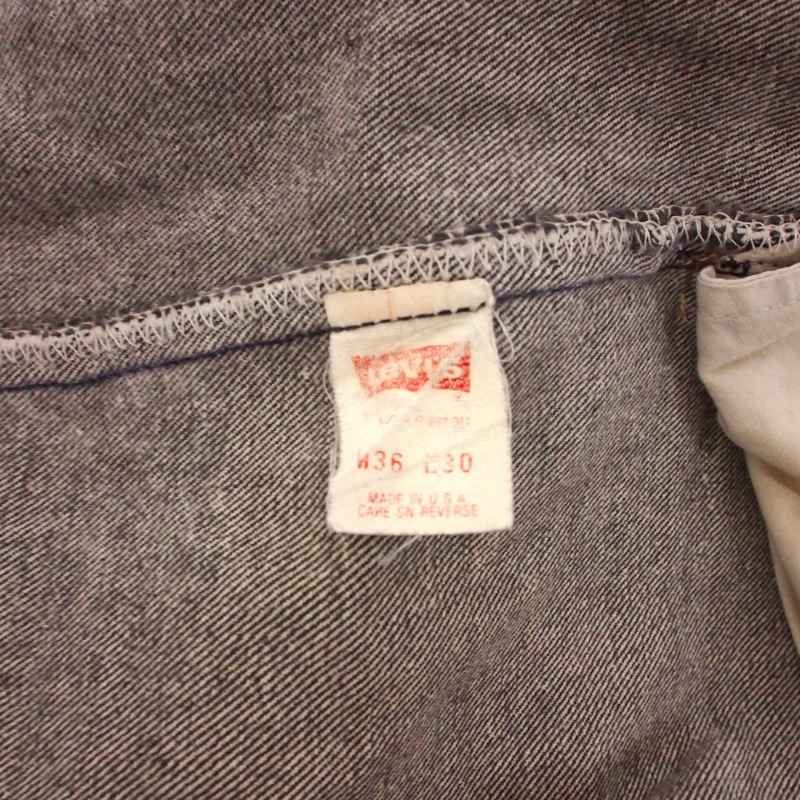 Levi's
W36 L30
MADE IN U.S.A
CARE ON REVERSE